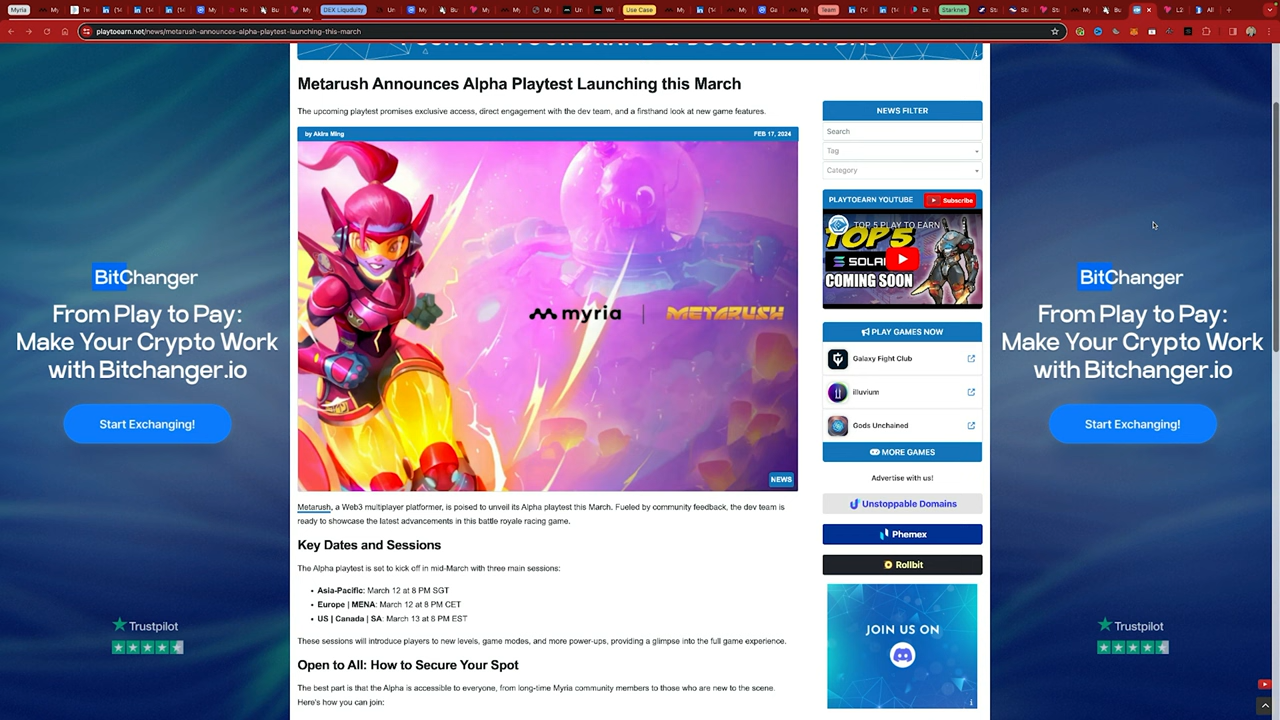 Myria
DEX Liquduity
Use Case
Team
Starknet
L2
All
playtoearn.net/news/metarush-announces-alpha-playtest-launching-this-march
Metarush Announces Alpha Playtest Launching this March
The upcoming playtest promises exclusive access, direct engagement with the dev team, and a firsthand look at new game features.
by Akira Ming
FEB 17, 2024
myria | METARUSH
NEWS
Metarush, a Web3 multiplayer platformer, is poised to unveil its Alpha playtest this March. Fueled by community feedback, the dev team is
ready to showcase the latest advancements in this battle royale racing game.
Key Dates and Sessions
The Alpha playtest is set to kick off in mid-March with three main sessions:
• Asia-Pacific: March 12 at 8 PM SGT
• Europe | MENA: March 12 at 8 PM CET
• US | Canada | SA: March 13 at 8 PM EST
These sessions will introduce players to new levels, game modes, and more power-ups, providing a glimpse into the full game experience.
Open to All: How to Secure Your Spot
The best part is that the Alpha is accessible to everyone, from long-time Myria community members to those who are new to the scene.
Here's how you can join:
NEWS FILTER
Search
Tag
Category
PLAYTOEARN YOUTUBE
Subscribe
TOP 5 PLAY TO EARN
TOP5
SOLA
COMING SOON
PLAY GAMES NOW
Galaxy Fight Club
illuvium
Gods Unchained
MORE GAMES
Advertise with us!
Unstoppable Domains
Phemex
Rollbit
JOIN US ON
BitChanger
From Play to Pay:
Make Your Crypto Work
with Bitchanger.io
Start Exchanging!
Trustpilot
BitChanger
From Play to Pay:
Make Your Crypto Work
with Bitchanger.io
Start Exchanging!
Trustpilot